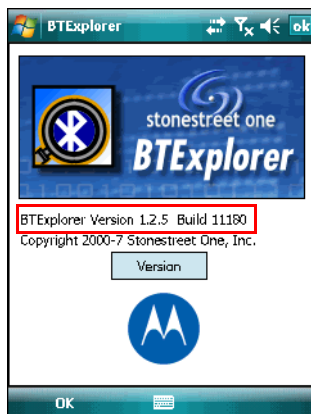 BTExplorer
ok
stonestreet one
BTExplorer
BTExplorer Version 1.2.5 Build 11180
Copyright 2000-7 Stonestreet One, Inc.
Version
OK